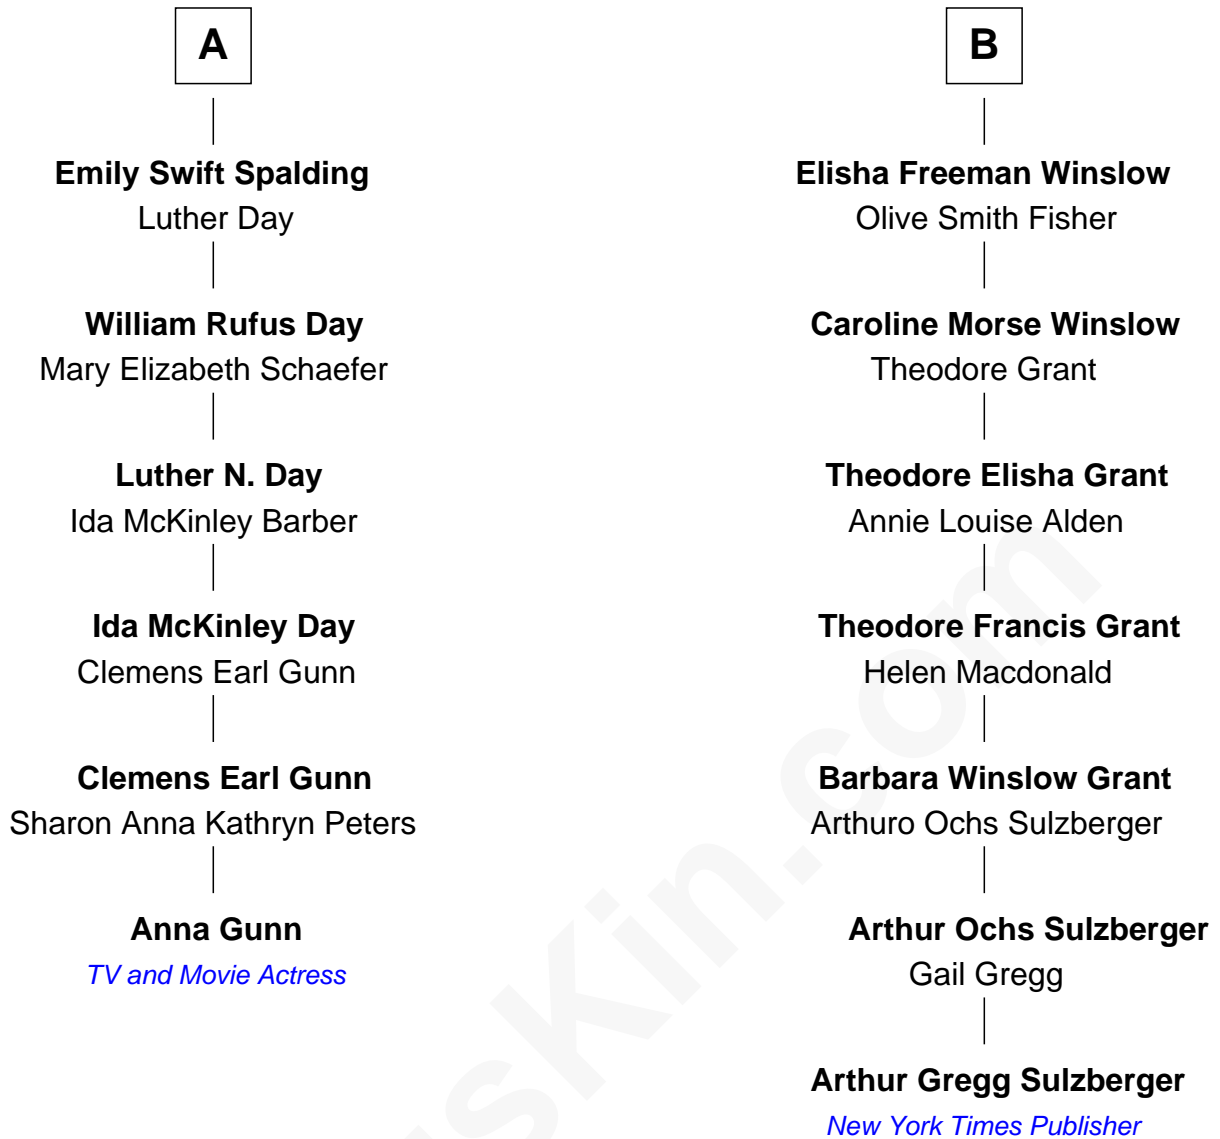 A
Emily Swift Spalding
Luther Day
William Rufus Day
Mary Elizabeth Schaefer
Luther N. Day
Ida McKinley Barber
Ida McKinley Day
Clemens Earl Gunn
Clemens Earl Gunn
Sharon Anna Kathryn Peters
Anna Gunn
TV and Movie Actress
B
Elisha Freeman Winslow
Olive Smith Fisher
Caroline Morse Winslow
Theodore Grant
Theodore Elisha Grant
Annie Louise Alden
Theodore Francis Grant
Helen Macdonald
Barbara Winslow Grant
Arthuro Ochs Sulzberger
Arthur Ochs Sulzberger
Gail Gregg
Arthur Gregg Sulzberger
New York Times Publisher